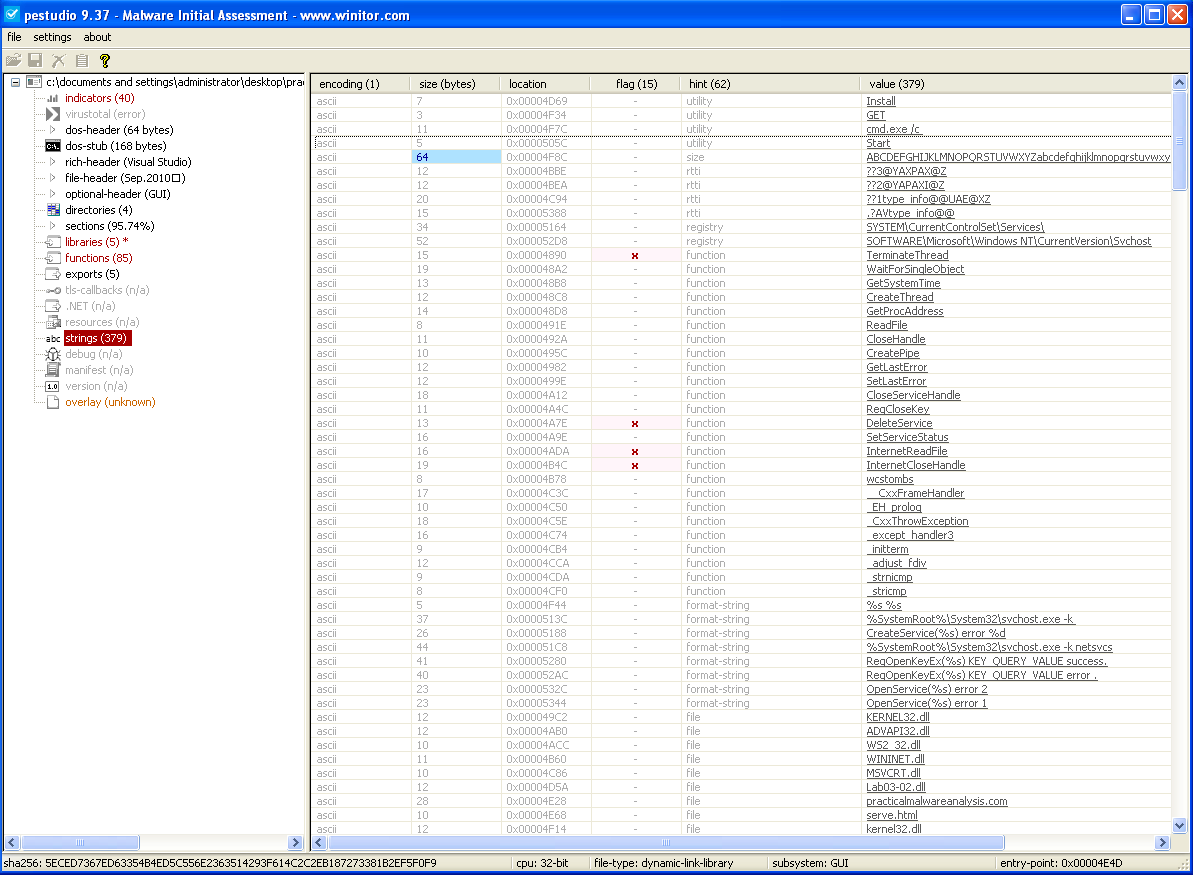 pestudio 9.37 - Malware Initial Assessment - www.winitor.com
file settings about
c:\documents and settings\administrator\desktop\prac
indicators (40)
virustotal (error)
dos-header (64 bytes)
dos-stub (168 bytes)
rich-header (Visual Studio)
file-header (Sep.2010□)
optional-header (GUI)
directories (4)
sections (95.74%)
libraries (5) *
functions (85)
exports (5)
tls-callbacks (n/a)
.NET (n/a)
resources (n/a)
abc strings (379)
debug (n/a)
manifest (n/a)
1.0 version (n/a)
overlay (unknown)
encoding (1) size (bytes) location flag (15) hint (62) value (379)
ascii 7 0x00004D69 - utility Install
ascii 3 0x00004F34 - utility GET
ascii 11 0x00004F7C - utility cmd.exe /c
ascii 5 0x0000505C - utility Start
ascii 64 0x00004F8C - size ABCDEFGHIJKLMNOPQRSTUVWXYZabcdefghijklmnopqrstuvwxy
ascii 12 0x00004BBE - rtti ??3@YAXPAX@Z
ascii 12 0x00004BEA - rtti ??2@YAPAXI@Z
ascii 20 0x00004C94 - rtti ??1type_info@@UAE@XZ
ascii 15 0x00005388 - rtti .?AVtype_info@@
ascii 34 0x00005164 - registry SYSTEM\CurrentControlSet\Services\
ascii 52 0x000052D8 - registry SOFTWARE\Microsoft\Windows NT\CurrentVersion\Svchost
ascii 15 0x00004890 x function TerminateThread
ascii 19 0x000048A2 - function WaitForSingleObject
ascii 13 0x000048B8 - function GetSystemTime
ascii 12 0x000048C8 - function CreateThread
ascii 14 0x000048D8 - function GetProcAddress
ascii 8 0x0000491E - function ReadFile
ascii 11 0x0000492A - function CloseHandle
ascii 10 0x0000495C - function CreatePipe
ascii 12 0x00004982 - function GetLastError
ascii 12 0x0000499E - function SetLastError
ascii 18 0x00004A12 - function CloseServiceHandle
ascii 11 0x00004A4C - function RegCloseKey
ascii 13 0x00004A7E x function DeleteService
ascii 16 0x00004A9E - function SetServiceStatus
ascii 16 0x00004ADA x function InternetReadFile
ascii 19 0x00004B4C x function InternetCloseHandle
ascii 8 0x00004B78 - function wcstombs
ascii 17 0x00004C3C - function __CxxFrameHandler
ascii 10 0x00004C50 - function _EH_prolog
ascii 18 0x00004C5E - function _CxxThrowException
ascii 16 0x00004C74 - function _except_handler3
ascii 9 0x00004CB4 - function _initterm
ascii 12 0x00004CCA - function _adjust_fdiv
ascii 9 0x00004CDA - function _strnicmp
ascii 8 0x00004CF0 - function _stricmp
ascii 5 0x00004F44 - format-string %s %s
ascii 37 0x0000513C - format-string %SystemRoot%\System32\svchost.exe -k
ascii 26 0x00005188 - format-string CreateService(%s) error %d
ascii 44 0x000051C8 - format-string %SystemRoot%\System32\svchost.exe -k netsvcs
ascii 41 0x00005280 - format-string RegOpenKeyEx(%s) KEY_QUERY_VALUE success.
ascii 40 0x000052AC - format-string RegOpenKeyEx(%s) KEY_QUERY_VALUE error .
ascii 23 0x0000532C - format-string OpenService(%s) error 2
ascii 23 0x00005344 - format-string OpenService(%s) error 1
ascii 12 0x000049C2 - file KERNEL32.dll
ascii 12 0x00004AB0 - file ADVAPI32.dll
ascii 10 0x00004ACC - file WS2_32.dll
ascii 11 0x00004B60 - file WININET.dll
ascii 10 0x00004C86 - file MSVCRT.dll
ascii 12 0x00004D5A - file Lab03-02.dll
ascii 28 0x00004E28 - file practicalmalwareanalysis.com
ascii 10 0x00004E68 - file serve.html
ascii 12 0x00004F14 - file kernel32.dll
sha256: 5ECED7367ED63354B4ED5C556E2363514293F614C2C2EB187273381B2EF5F0F9 cpu: 32-bit file-type: dynamic-link-library subsystem: GUI entry-point: 0x00004E4D